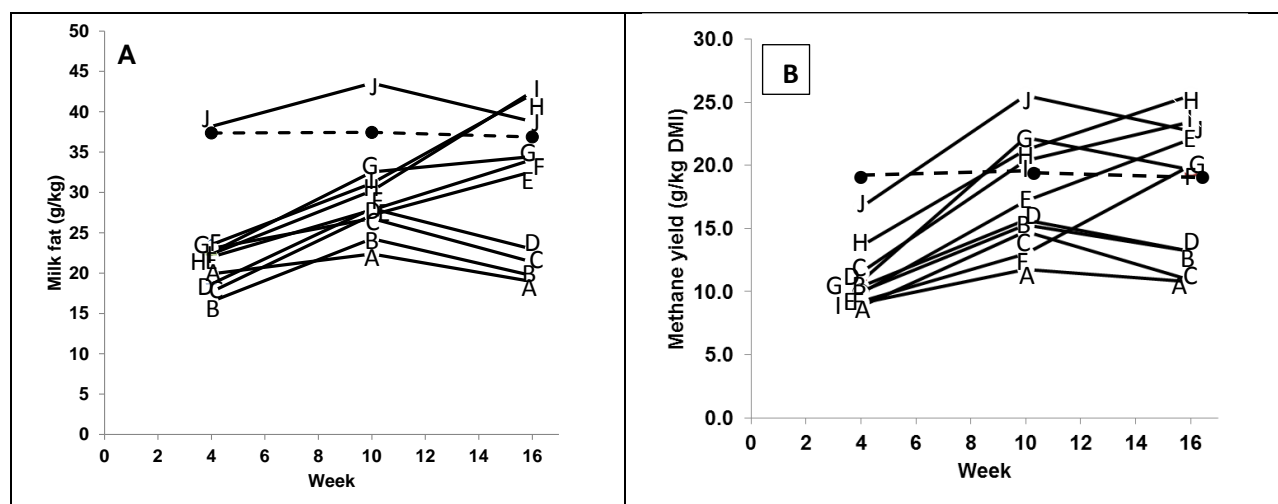 A
Milk fat (g/kg)
50
45
40
35
30
25
20
15
10
5
0
J
G
F
H
E
A
D
C
B
J
G
H
I
D
C
B
A
I
H
J
G
F
E
D
C
B
A
0 2 4 6 8 10 12 14 16
Week
B
Methane yield (g/kg DMI)
30.0
25.0
20.0
15.0
10.0
5.0
0.0
J
H
C
D
G
B
I
E
F
A
J
G
H
I
E
D
B
C
F
A
H
I
J
E
G
F
D
B
C
A
0 2 4 6 8 10 12 14 16
Week